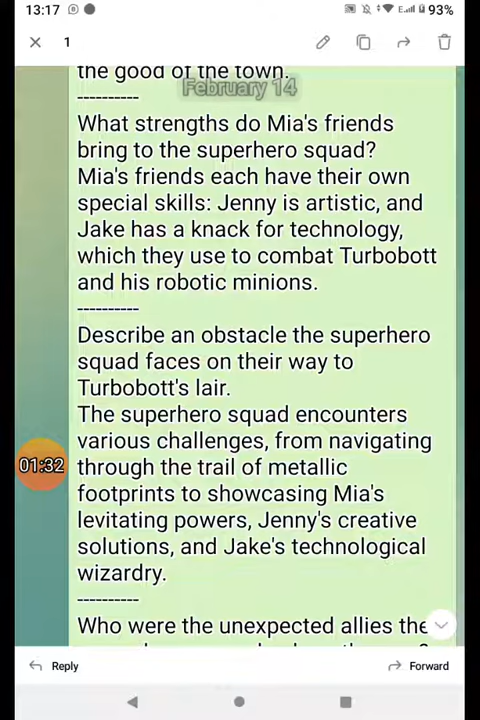 13:17 93%
1
the good of the town.
February 14
----------
What strengths do Mia's friends
bring to the superhero squad?
Mia's friends each have their own
special skills: Jenny is artistic, and
Jake has a knack for technology,
which they use to combat Turbobott
and his robotic minions.
----------
Describe an obstacle the superhero
squad faces on their way to
Turbobott's lair.
The superhero squad encounters
various challenges, from navigating
01:32
through the trail of metallic
footprints to showcasing Mia's
levitating powers, Jenny's creative
solutions, and Jake's technological
wizardry.
----------
Who were the unexpected allies the
Reply Forward